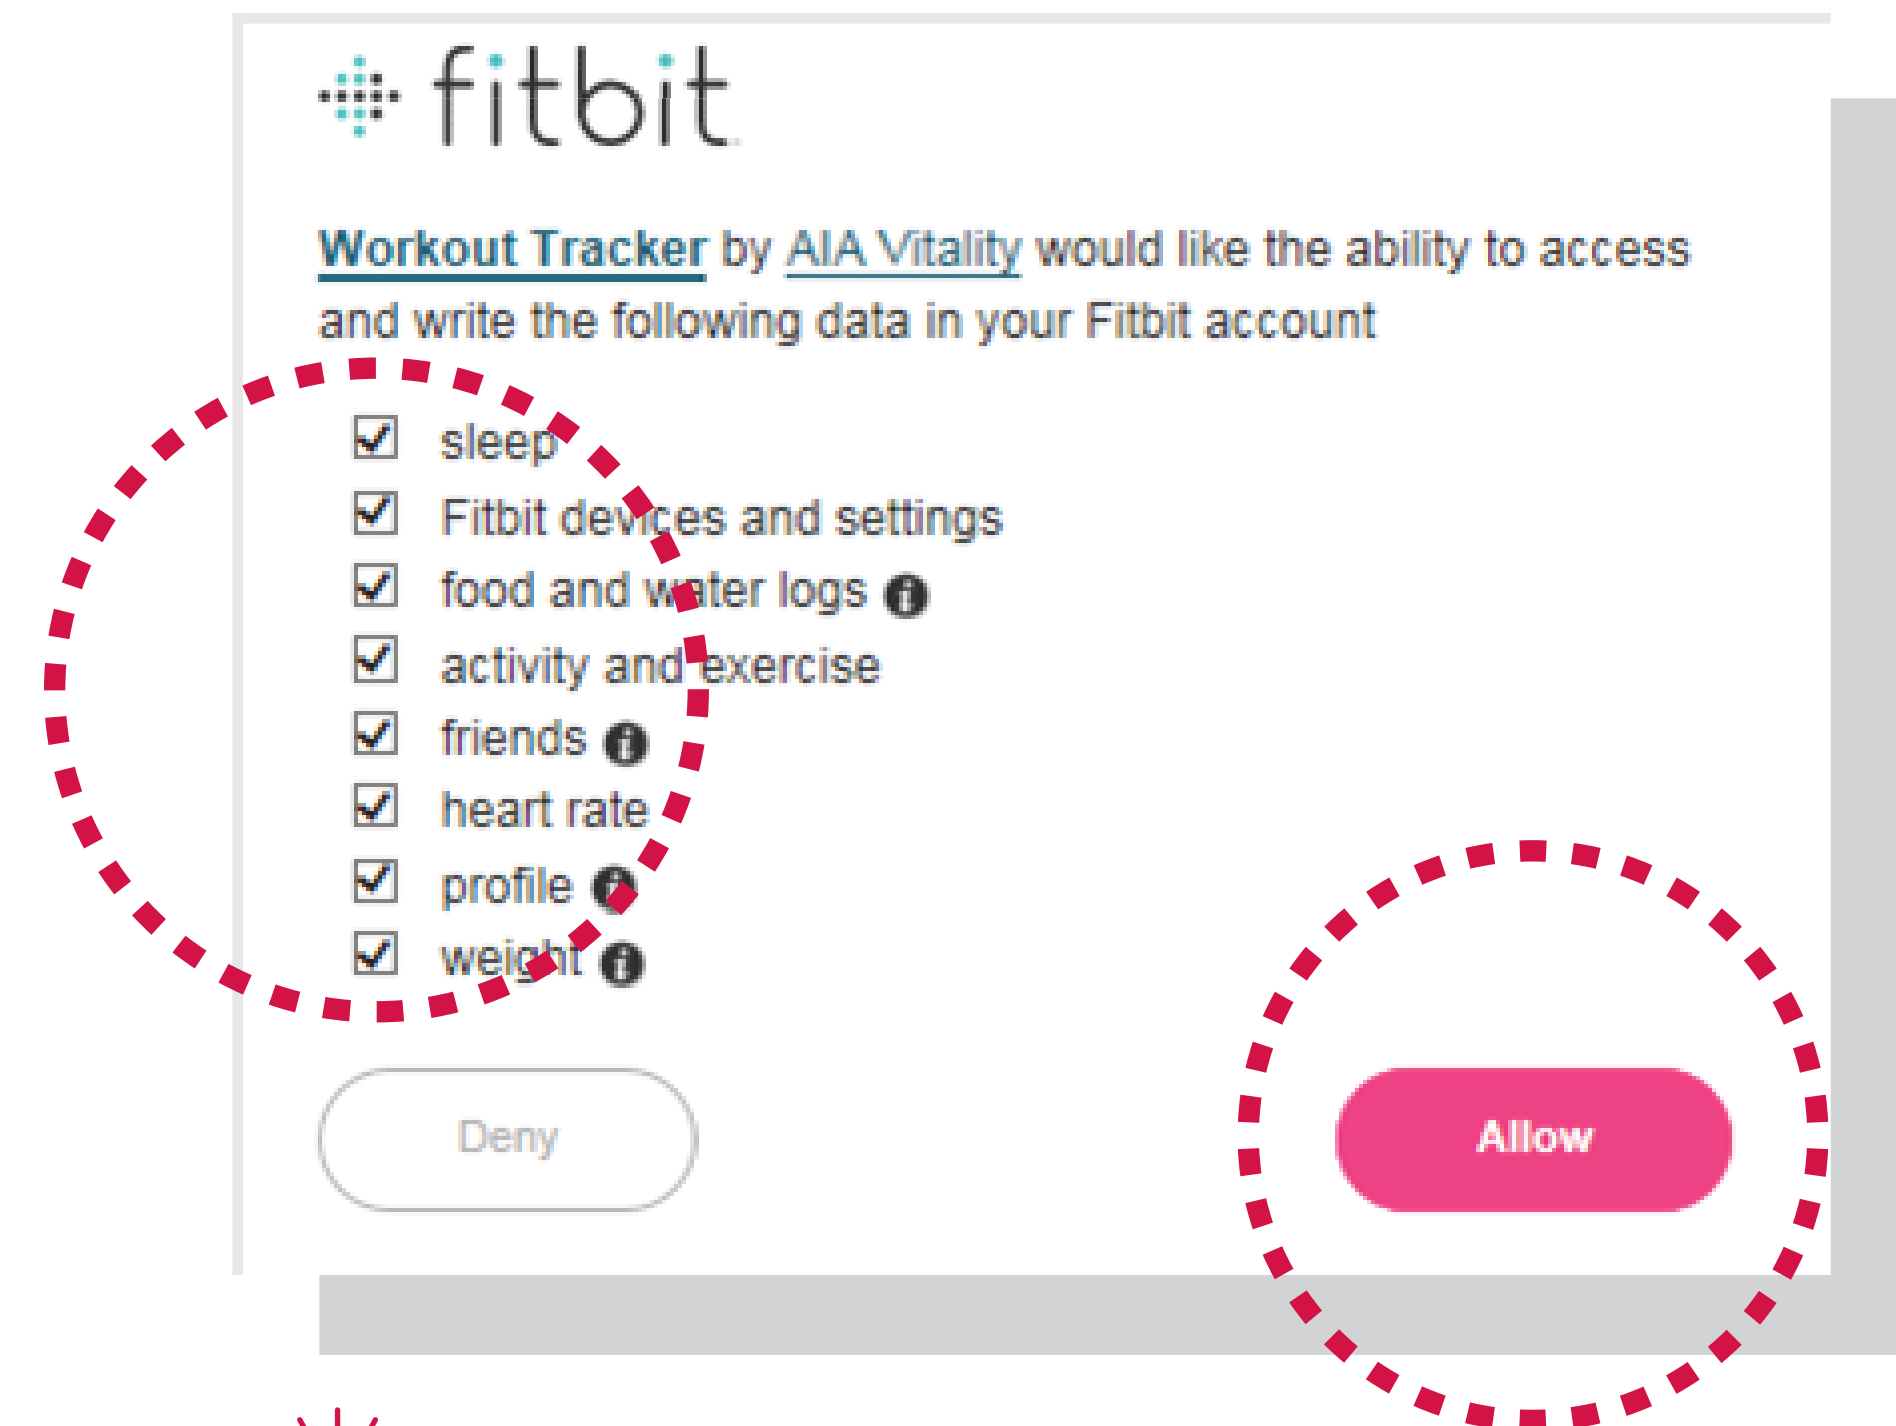 fitbit
Workout Tracker by AIA Vitality would like the ability to access
and write the following data in your Fitbit account
sleep
Fitbit devices and settings
food and water logs
activity and exercise
friends
heart rate
profile
weight
Deny
Allow